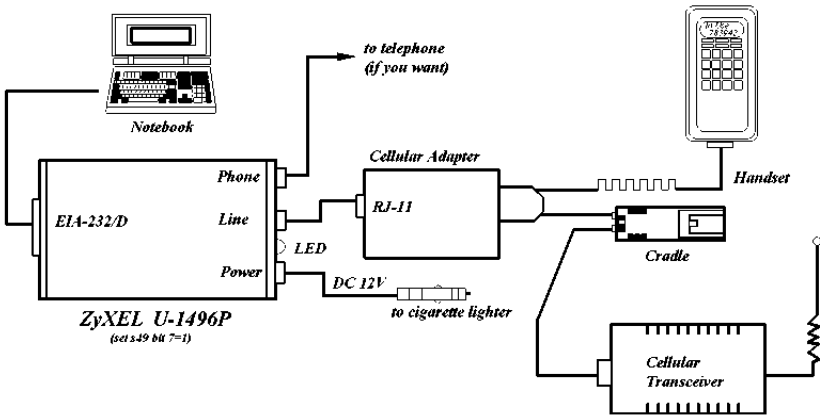 to telephone
(if you want)
Notebook
Phone
Cellular Adapter
Handset
EIA-232/D
Line
RJ-11
LED
Power
Cradle
DC 12V
to cigarette lighter
ZyXEL U-1496P
(set s49 bit 7=1)
Cellular
Transceiver